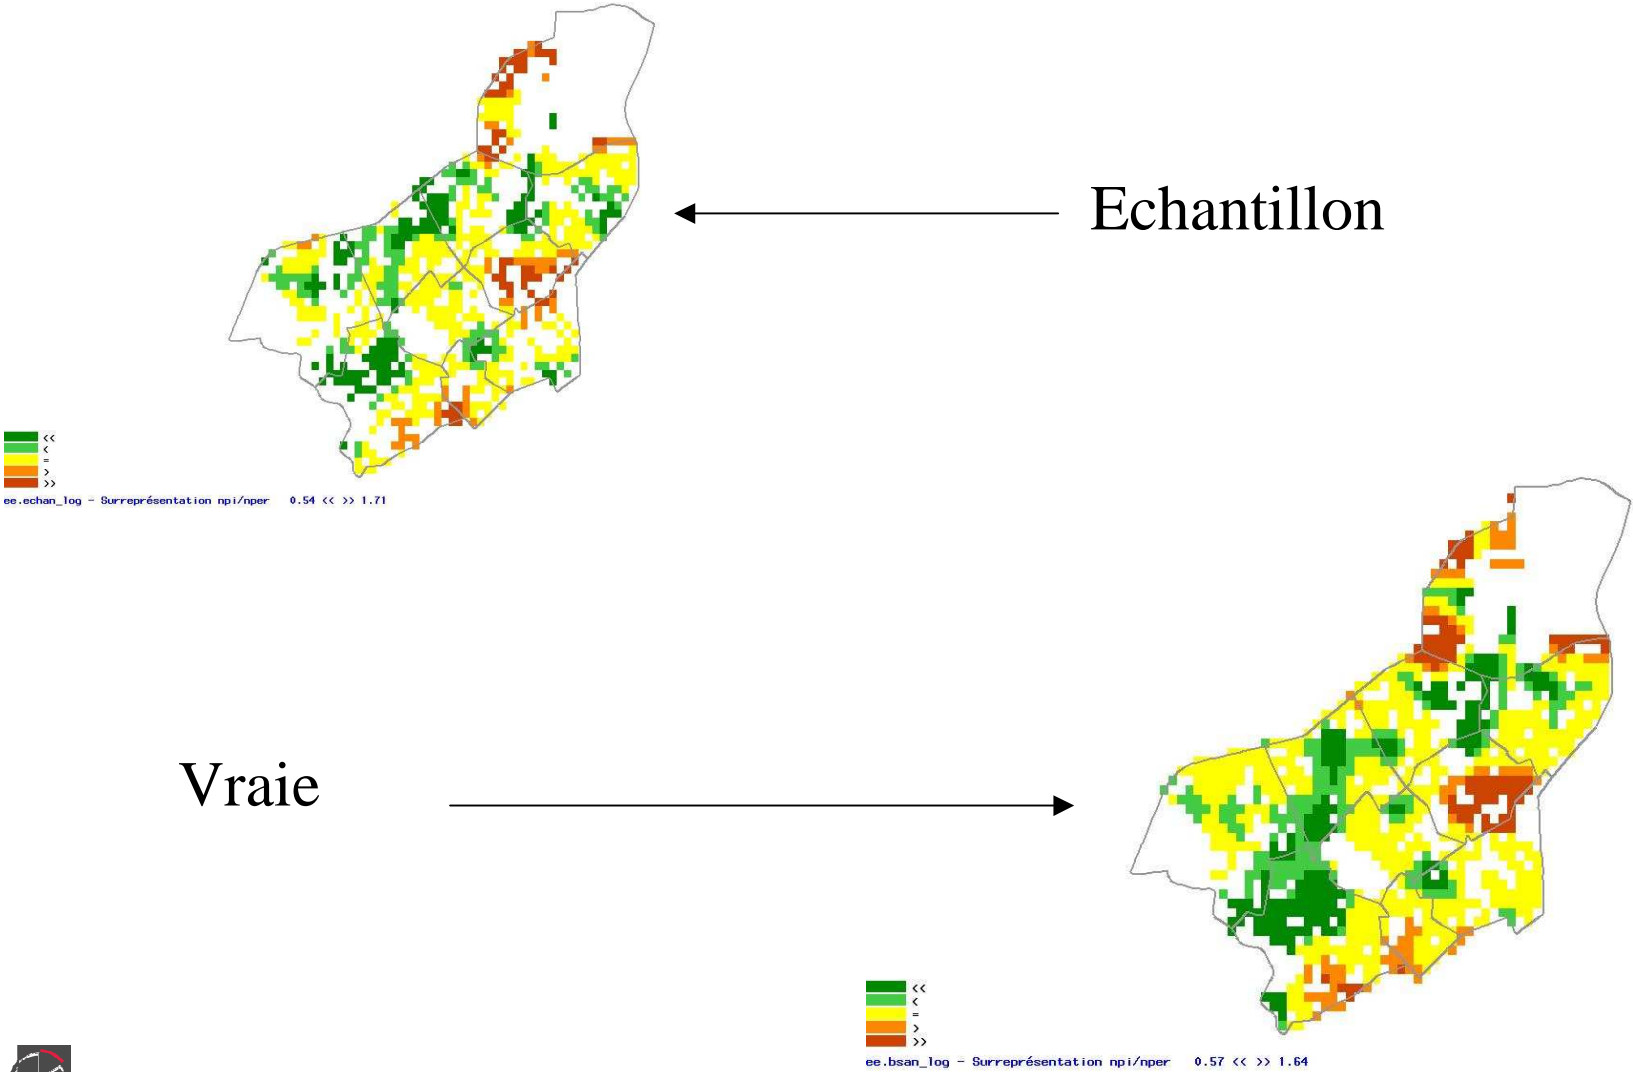 Echantillon
<<
<
=
>
>>
ee.echan_log - Surreprésentation npi/nper 0.54 << >> 1.71
Vraie
<<
<
=
>
>>
ee.bsan_log - Surreprésentation npi/nper 0.57 << >> 1.64